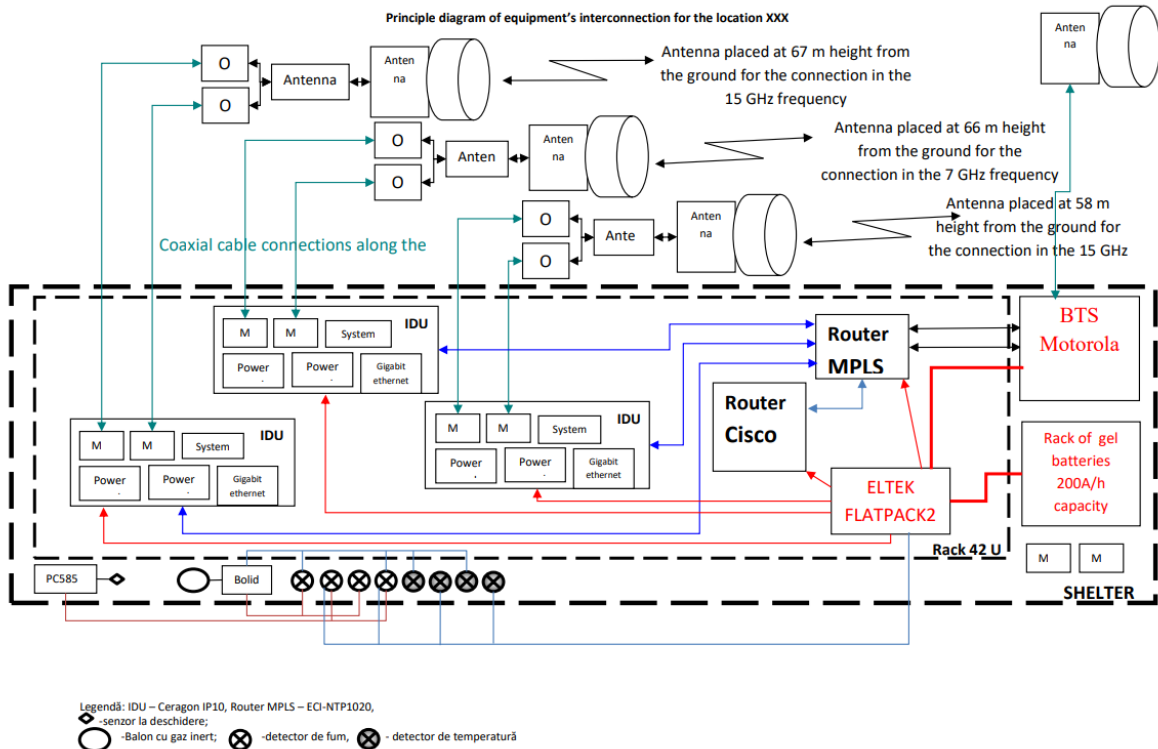 Principle diagram of equipment's interconnection for the location XXX
O
O
Antenna
Anten
na
Antenna placed at 67 m height from
the ground for the connection in the
15 GHz frequency
Anten
na
O
O
Anten
Anten
na
Antenna placed at 66 m height
from the ground for the
connection in the 7 GHz frequency
O
O
Ante
Anten
na
Antenna placed at 58 m
height from the ground for
the connection in the 15 GHz
Coaxial cable connections along the
M
M
System
IDU
Power
Power
.
Gigabit
ethernet
Router
MPLS
BTS
Motorola
Router
Cisco
M
M
System
IDU
Power
.
Power
.
Gigabit
ethernet
M
M
System
IDU
Power
Power
.
Gigabit
ethernet
ELTEK
FLATPACK2
Rack of gel
batteries
200A/h
capacity
Rack 42 U
M
M
SHELTER
PC585
Bolid
Legendă: IDU – Ceragon IP10, Router MPLS – ECI-NTP1020,
-senzor la deschidere;
-Balon cu gaz inert; -detector de fum, - detector de temperatură